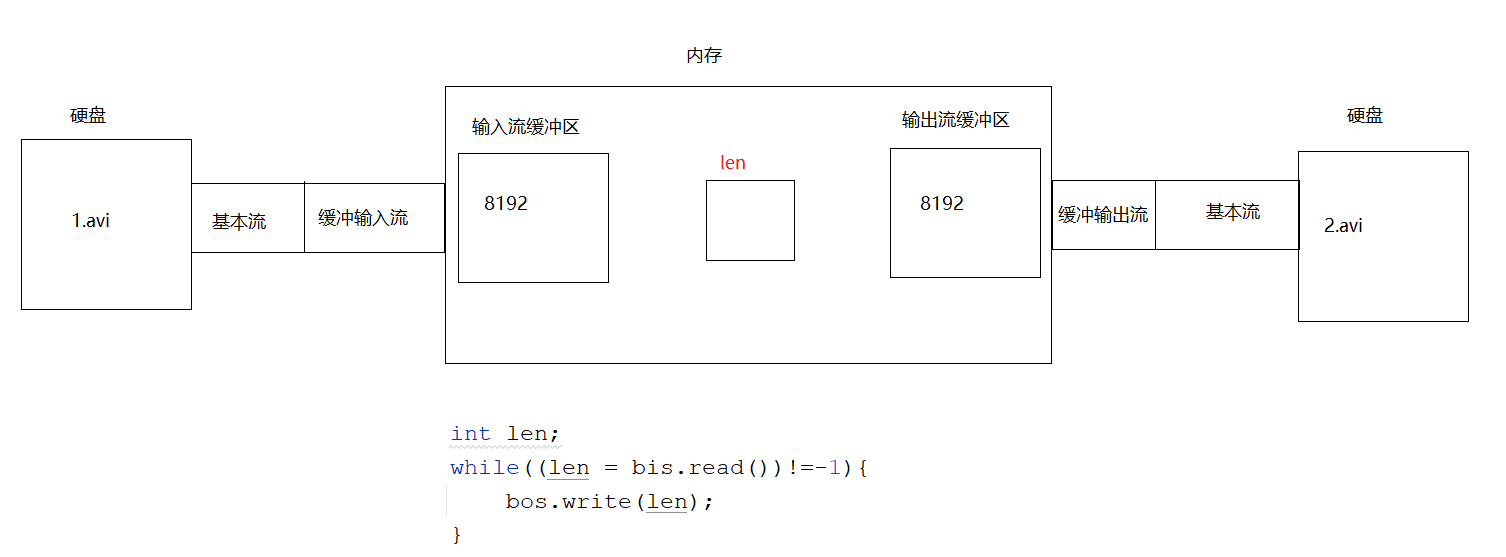 内存
硬盘
输入流缓冲区
输出流缓冲区
硬盘
len
8192
8192
1.avi
基本流
缓冲输入流
缓冲输出流
基本流
2.avi
int len;
while((len = bis.read())!=-1){
    bos.write(len);
}